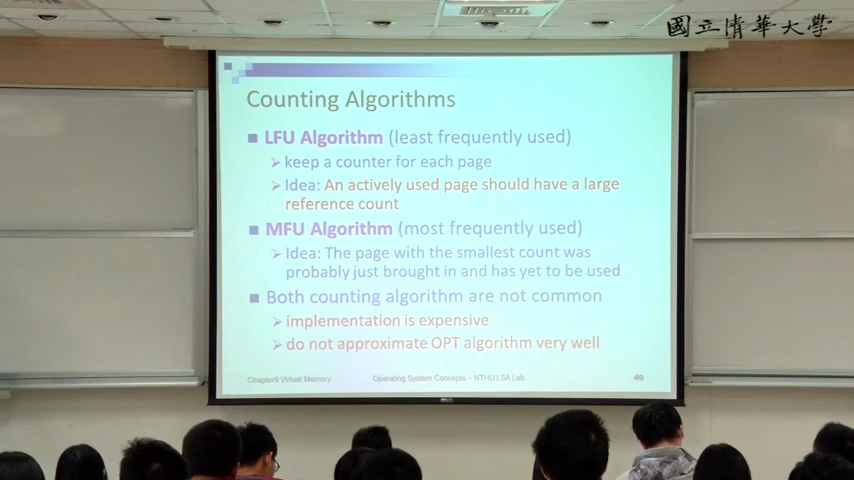 國立清華大學
Counting Algorithms
LFU Algorithm (least frequently used)
keep a counter for each page
Idea: An actively used page should have a large
reference count
MFU Algorithm (most frequently used)
Idea: The page with the smallest count was
probably just brought in and has yet to be used
Both counting algorithm are not common
implementation is expensive
do not approximate OPT algorithm very well
Chapter9 Virtual Memory
Operating System Concepts – NTHU LSA Lab
40